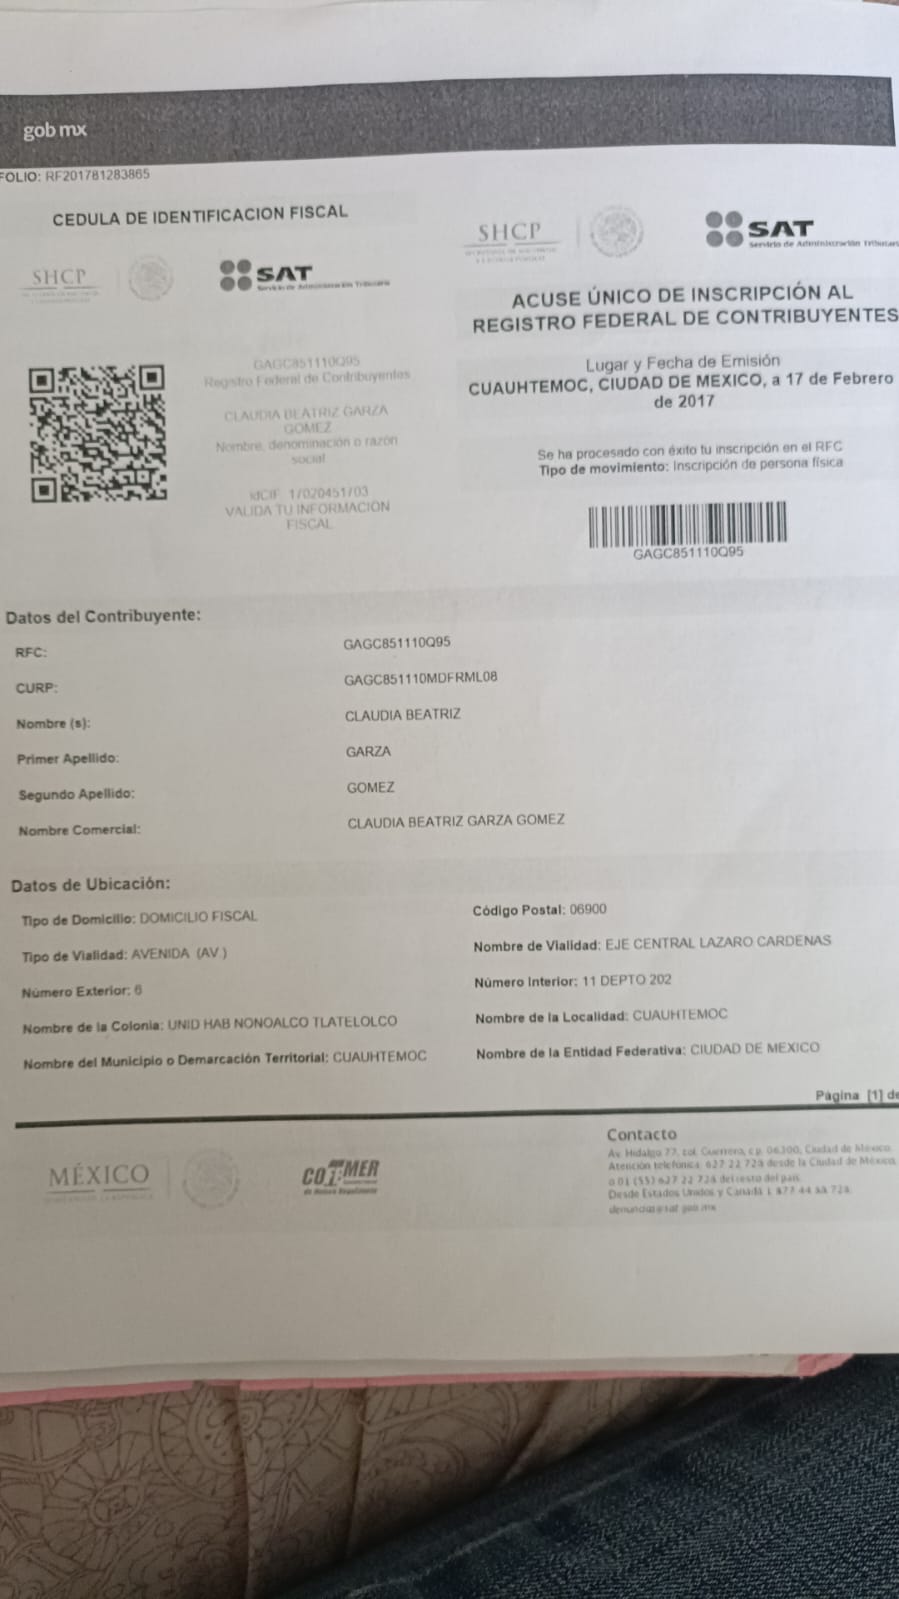 gob mx
FOLIO: RF201781283865
CEDULA DE IDENTIFICACION FISCAL
SHCP
SAT
Servicio de Administración Tributaria
GAGC851110Q95
Registro Federal de Contribuyentes
CLAUDIA BEATRIZ GARZA
GOMEZ
Nombre, denominación o razón
social
idCIF: 17020451703
VALIDA TU INFORMACIÓN
FISCAL
SHCP
SAT
Servicio de Administración Tributaria
ACUSE ÚNICO DE INSCRIPCIÓN AL
REGISTRO FEDERAL DE CONTRIBUYENTES
Lugar y Fecha de Emisión
CUAUHTEMOC, CIUDAD DE MEXICO, a 17 de Febrero
de 2017
Se ha procesado con éxito tu inscripción en el RFC
Tipo de movimiento: Inscripción de persona física
GAGC851110Q95
Datos del Contribuyente:
RFC: GAGC851110Q95
CURP: GAGC851110MDFRML08
Nombre (s): CLAUDIA BEATRIZ
Primer Apellido: GARZA
Segundo Apellido: GOMEZ
Nombre Comercial: CLAUDIA BEATRIZ GARZA GOMEZ
Datos de Ubicación:
Tipo de Domicilio: DOMICILIO FISCAL Código Postal: 06900
Tipo de Vialidad: AVENIDA (AV.) Nombre de Vialidad: EJE CENTRAL LAZARO CARDENAS
Número Exterior: 6 Número Interior: 11 DEPTO 202
Nombre de la Colonia: UNID HAB NONOALCO TLATELOLCO Nombre de la Localidad: CUAUHTEMOC
Nombre del Municipio o Demarcación Territorial: CUAUHTEMOC Nombre de la Entidad Federativa: CIUDAD DE MEXICO
Página [1] de
MÉXICO
COFEMER
Contacto
Av. Hidalgo 77, col. Guerrero, c.p. 06300, Ciudad de México.
Atención telefónica: 627 22 728 desde la Ciudad de México,
o 01 (55) 627 22 728 del resto del país.
Desde Estados Unidos y Canadá 1 877 44 88 728.
denuncias@sat.gob.mx